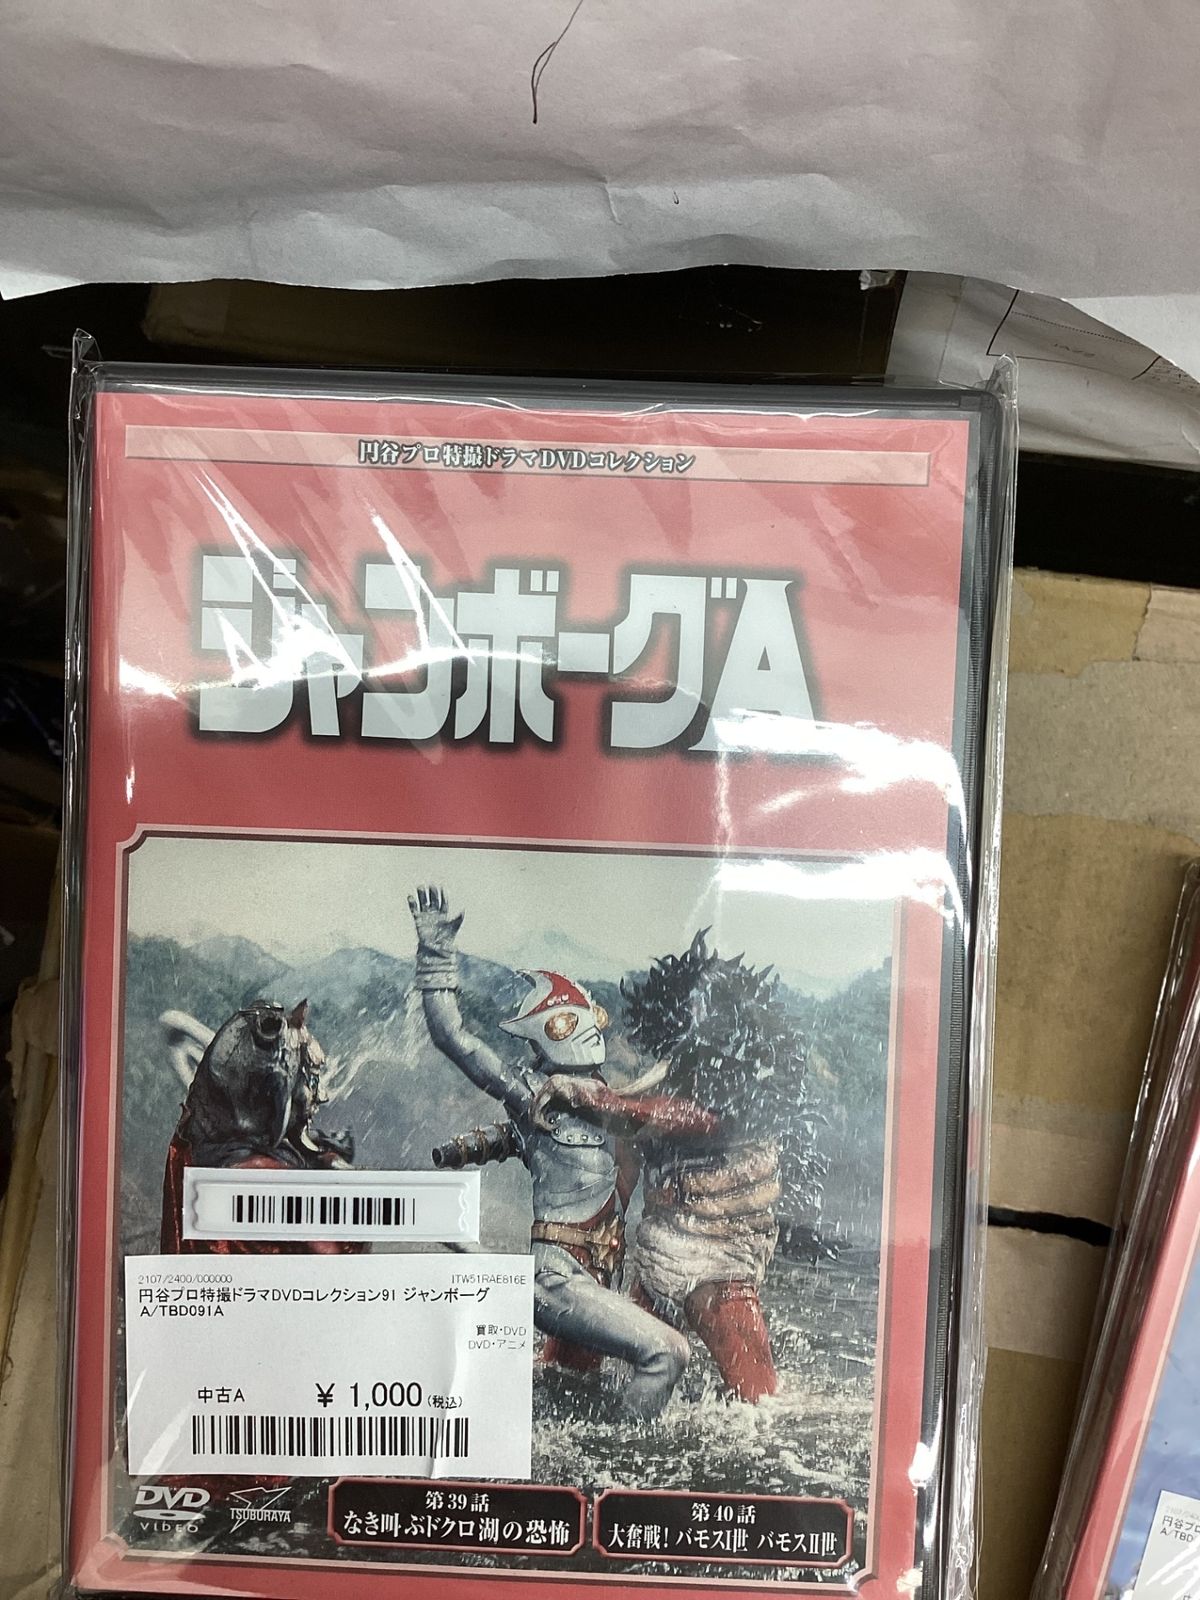 円谷プロ特撮ドラマDVDコレクション
ジャンボーグA
2107/2400/000000 ITW51RAE816E
円谷プロ特撮ドラマDVDコレクション91 ジャンボーグ
A/TBD091A
買取・DVD
DVD・アニメ
中古A ¥ 1,000(税込)
DVD
VIDEO
TSUBURAYA
第39話
なき叫ぶドクロ湖の恐怖
第40話
大奮戦! バモスI世 バモスII世
円谷プ
A/TBD